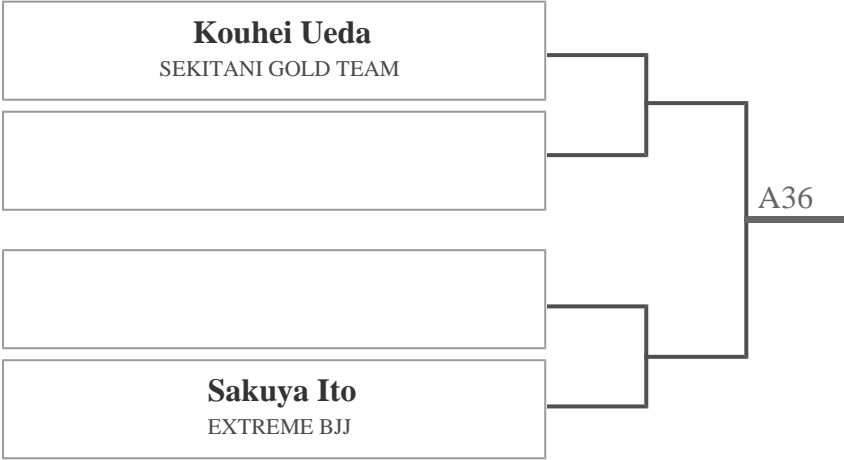 Kouhei Ueda
SEKITANI GOLD TEAM
A36
Sakuya Ito
EXTREME BJJ